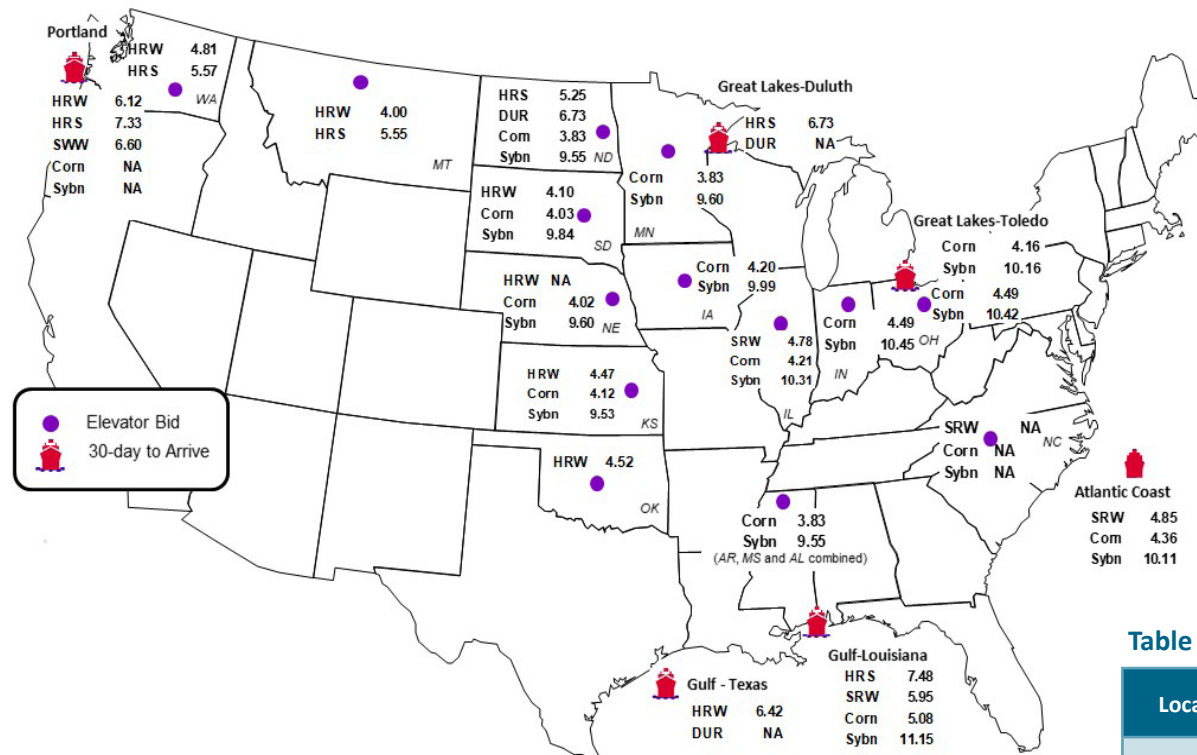 Portland
HRW 4.81
HRS 5.57
WA
HRW 6.12
HRS 7.33
SWW 6.60
Corn NA
Sybn NA
HRW 4.00
HRS 5.55
MT
HRS 5.25
DUR 6.73
Corn 3.83
Sybn 9.55 ND
HRW 4.10
Corn 4.03
Sybn 9.84
SD
HRW NA
Corn 4.02
Sybn 9.60 NE
HRW 4.47
Corn 4.12
Sybn 9.53
KS
HRW 4.52
OK
Great Lakes-Duluth
HRS 6.73
DUR NA
Corn 3.83
Sybn 9.60
MN
Corn 4.20
Sybn 9.99
IA
SRW 4.78
Corn 4.21
Sybn 10.31
IL
Great Lakes-Toledo
Corn 4.16
Sybn 10.16
Corn 4.49
Sybn 10.42
Corn 4.49
Sybn 10.45 OH
IN
SRW NA
NC
Corn NA
Sybn NA
Atlantic Coast
SRW 4.85
Corn 4.36
Sybn 10.11
Corn 3.83
Sybn 9.55
(AR, MS and AL combined)
Gulf - Texas
HRW 6.42
DUR NA
Gulf-Louisiana
HRS 7.48
SRW 5.95
Corn 5.08
Sybn 11.15
Elevator Bid
30-day to Arrive
Table
Loca